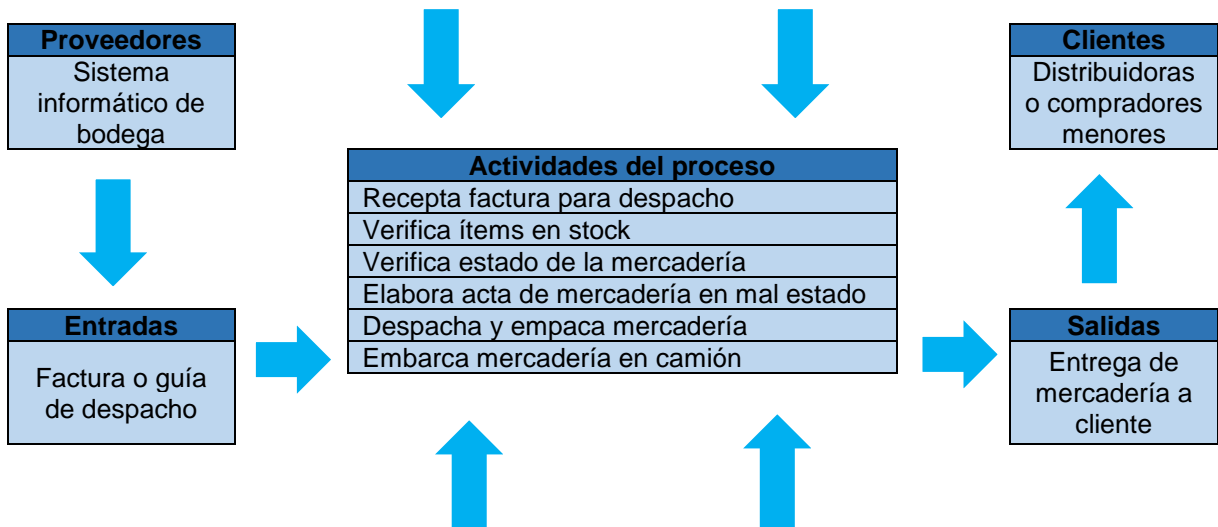 Proveedores
Sistema
informático de
bodega
Clientes
Distribuidoras
o compradores
menores
Actividades del proceso
Recepta factura para despacho
Verifica ítems en stock
Verifica estado de la mercadería
Elabora acta de mercadería en mal estado
Despacha y empaca mercadería
Embarca mercadería en camión
Entradas
Factura o guía
de despacho
Salidas
Entrega de
mercadería a
cliente